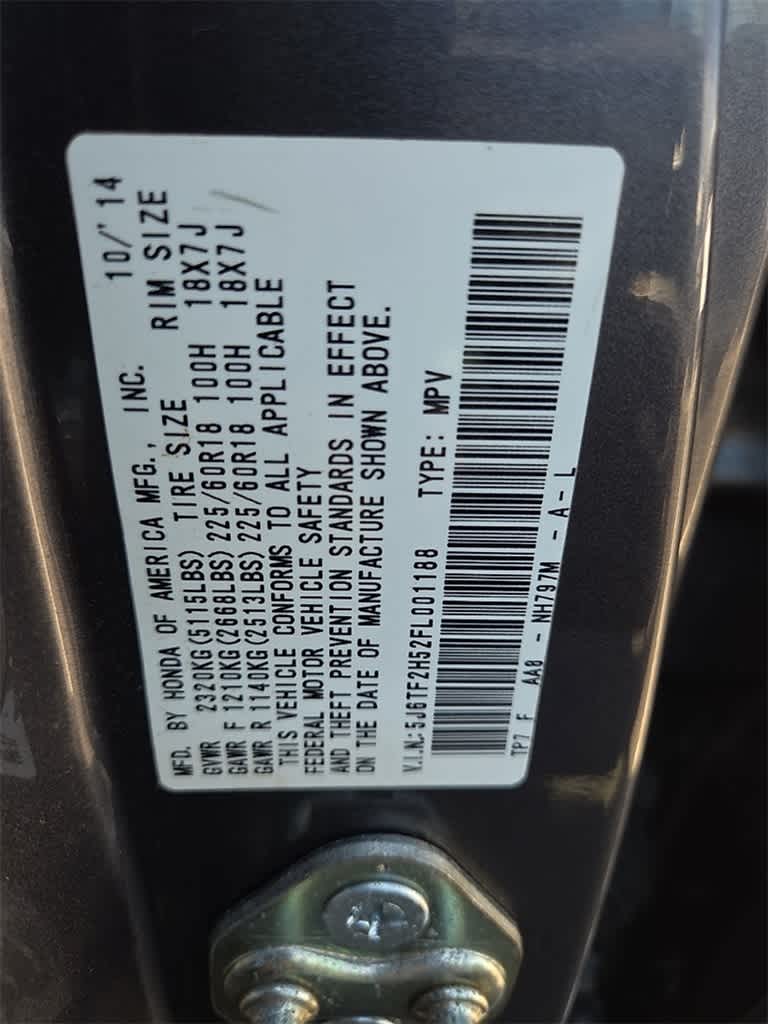 MFD. BY HONDA OF AMERICA MFG., INC. 10/'14
GVWR 2320KG(5115LBS) TIRE SIZE RIM SIZE
GAWR F 1210KG(2668LBS) 225/60R18 100H 18X7J
GAWR R 1140KG(2513LBS) 225/60R18 100H 18X7J
THIS VEHICLE CONFORMS TO ALL APPLICABLE
FEDERAL MOTOR VEHICLE SAFETY
AND THEFT PREVENTION STANDARDS IN EFFECT
ON THE DATE OF MANUFACTURE SHOWN ABOVE.
V.I.N.: 5J6TF2H52FL001188 TYPE: MPV
TP7 F AA8 - NH797M - A - L